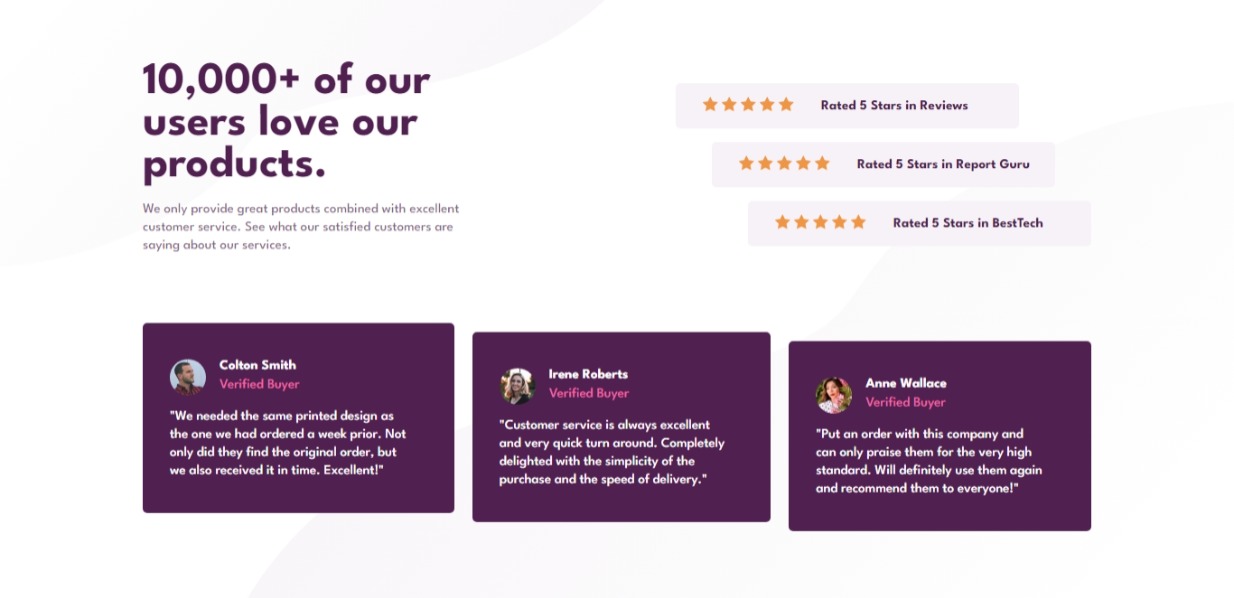 10,000+ of our
users love our
products.
We only provide great products combined with excellent
customer service. See what our satisfied customers are
saying about our services.
Rated 5 Stars in Reviews
Rated 5 Stars in Report Guru
Rated 5 Stars in BestTech
Colton Smith
Verified Buyer
"We needed the same printed design as
the one we had ordered a week prior. Not
only did they find the original order, but
we also received it in time. Excellent!"
Irene Roberts
Verified Buyer
"Customer service is always excellent
and very quick turn around. Completely
delighted with the simplicity of the
purchase and the speed of delivery."
Anne Wallace
Verified Buyer
"Put an order with this company and
can only praise them for the very high
standard. Will definitely use them again
and recommend them to everyone!"